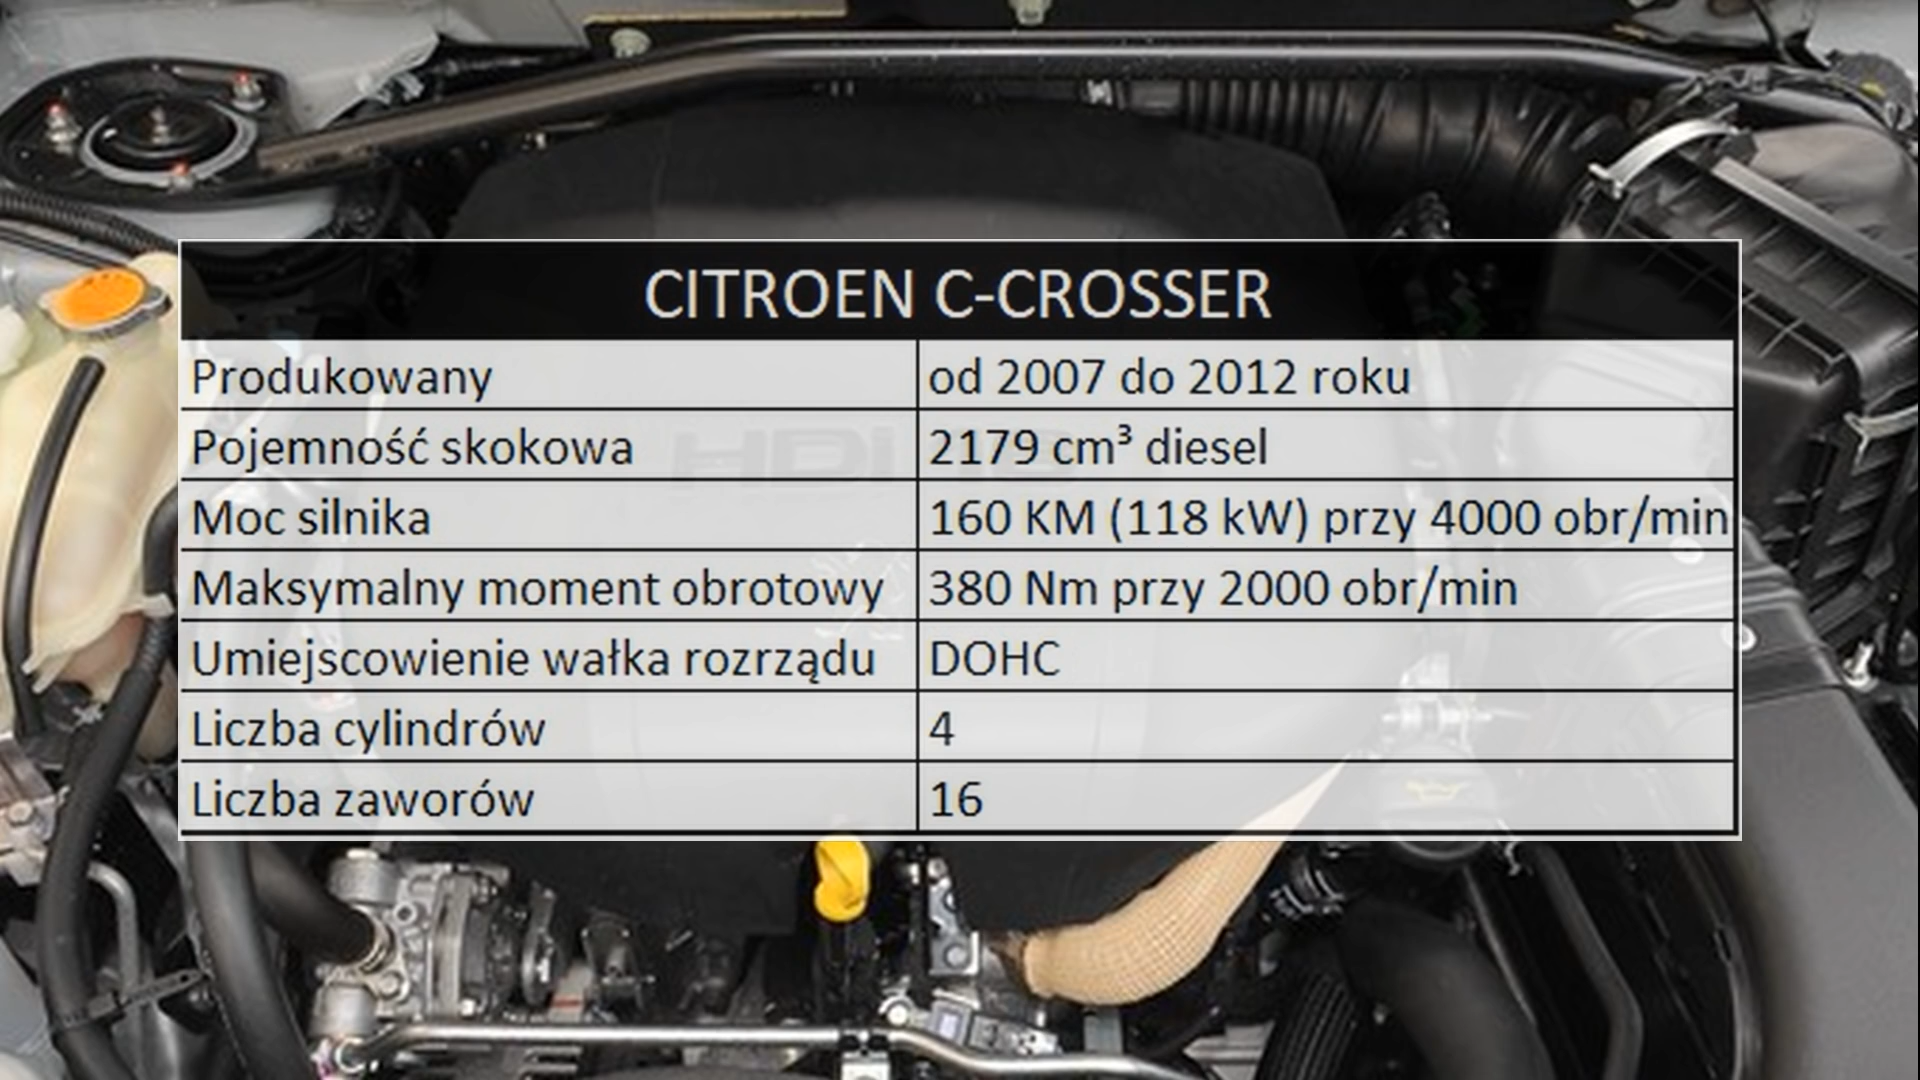 CITROEN C-CROSSER
Produkowany od 2007 do 2012 roku
Pojemność skokowa 2179 cm³ diesel
Moc silnika 160 KM (118 kW) przy 4000 obr/min
Maksymalny moment obrotowy 380 Nm przy 2000 obr/min
Umiejscowienie wałka rozrządu DOHC
Liczba cylindrów 4
Liczba zaworów 16
HDI